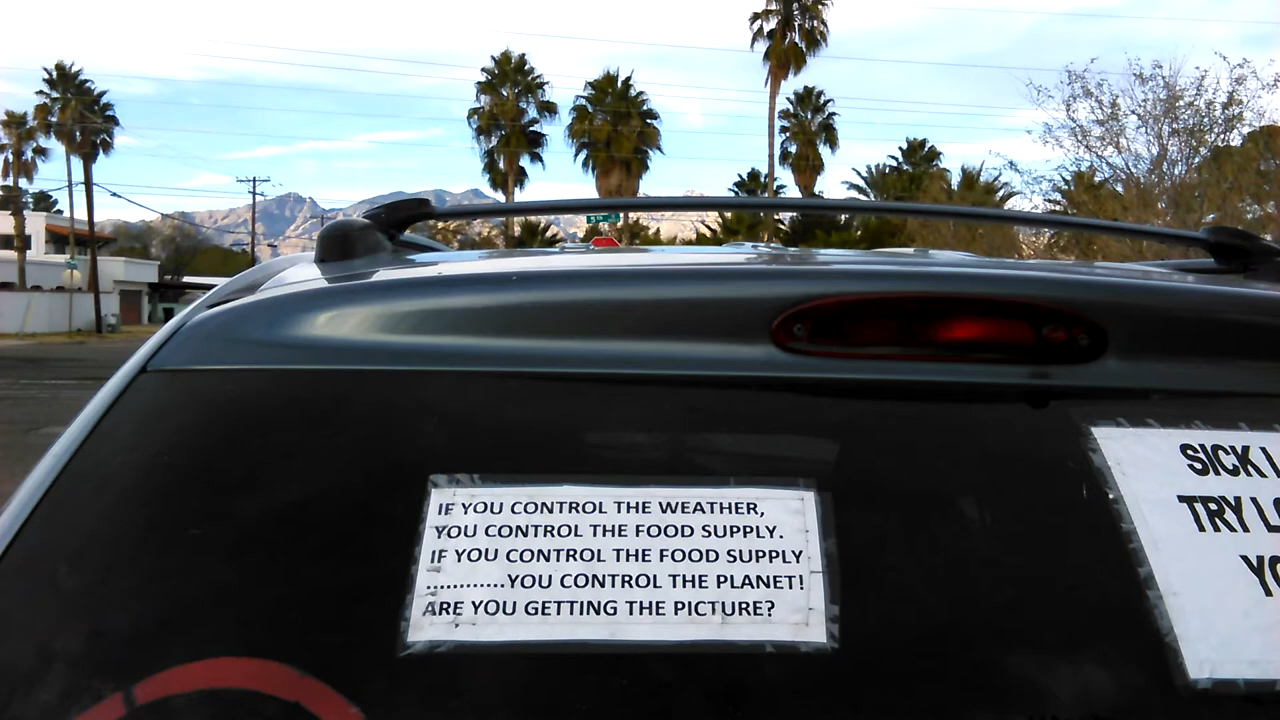 IF YOU CONTROL THE WEATHER,
YOU CONTROL THE FOOD SUPPLY.
IF YOU CONTROL THE FOOD SUPPLY
............YOU CONTROL THE PLANET!
ARE YOU GETTING THE PICTURE?
SICK
TRY